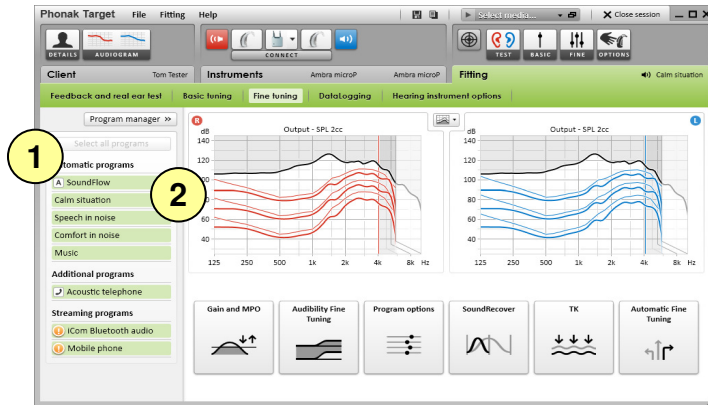 Phonak Target File Fitting Help
Select media... Close session
DETAILS AUDIOGRAM CONNECT TEST BASIC FINE OPTIONS
Client Tom Tester Instruments Ambra microP Ambra microP Fitting Calm situation
Feedback and real ear test Basic tuning Fine tuning DataLogging Hearing instrument options
Program manager >>
Select all programs
1
tomatic programs
A SoundFlow
Calm situation
Speech in noise
Comfort in noise
Music
Additional programs
Acoustic telephone
Streaming programs
iCom Bluetooth audio
Mobile phone
2
R
dB Output - SPL 2cc
140
120
100
80
60
40
125 250 500 1k 2k 4k 8k Hz
L
dB Output - SPL 2cc
140
120
100
80
60
40
125 250 500 1k 2k 4k 8k Hz
Gain and MPO
Audibility Fine
Tuning
Program options
SoundRecover
TK
Automatic Fine
Tuning